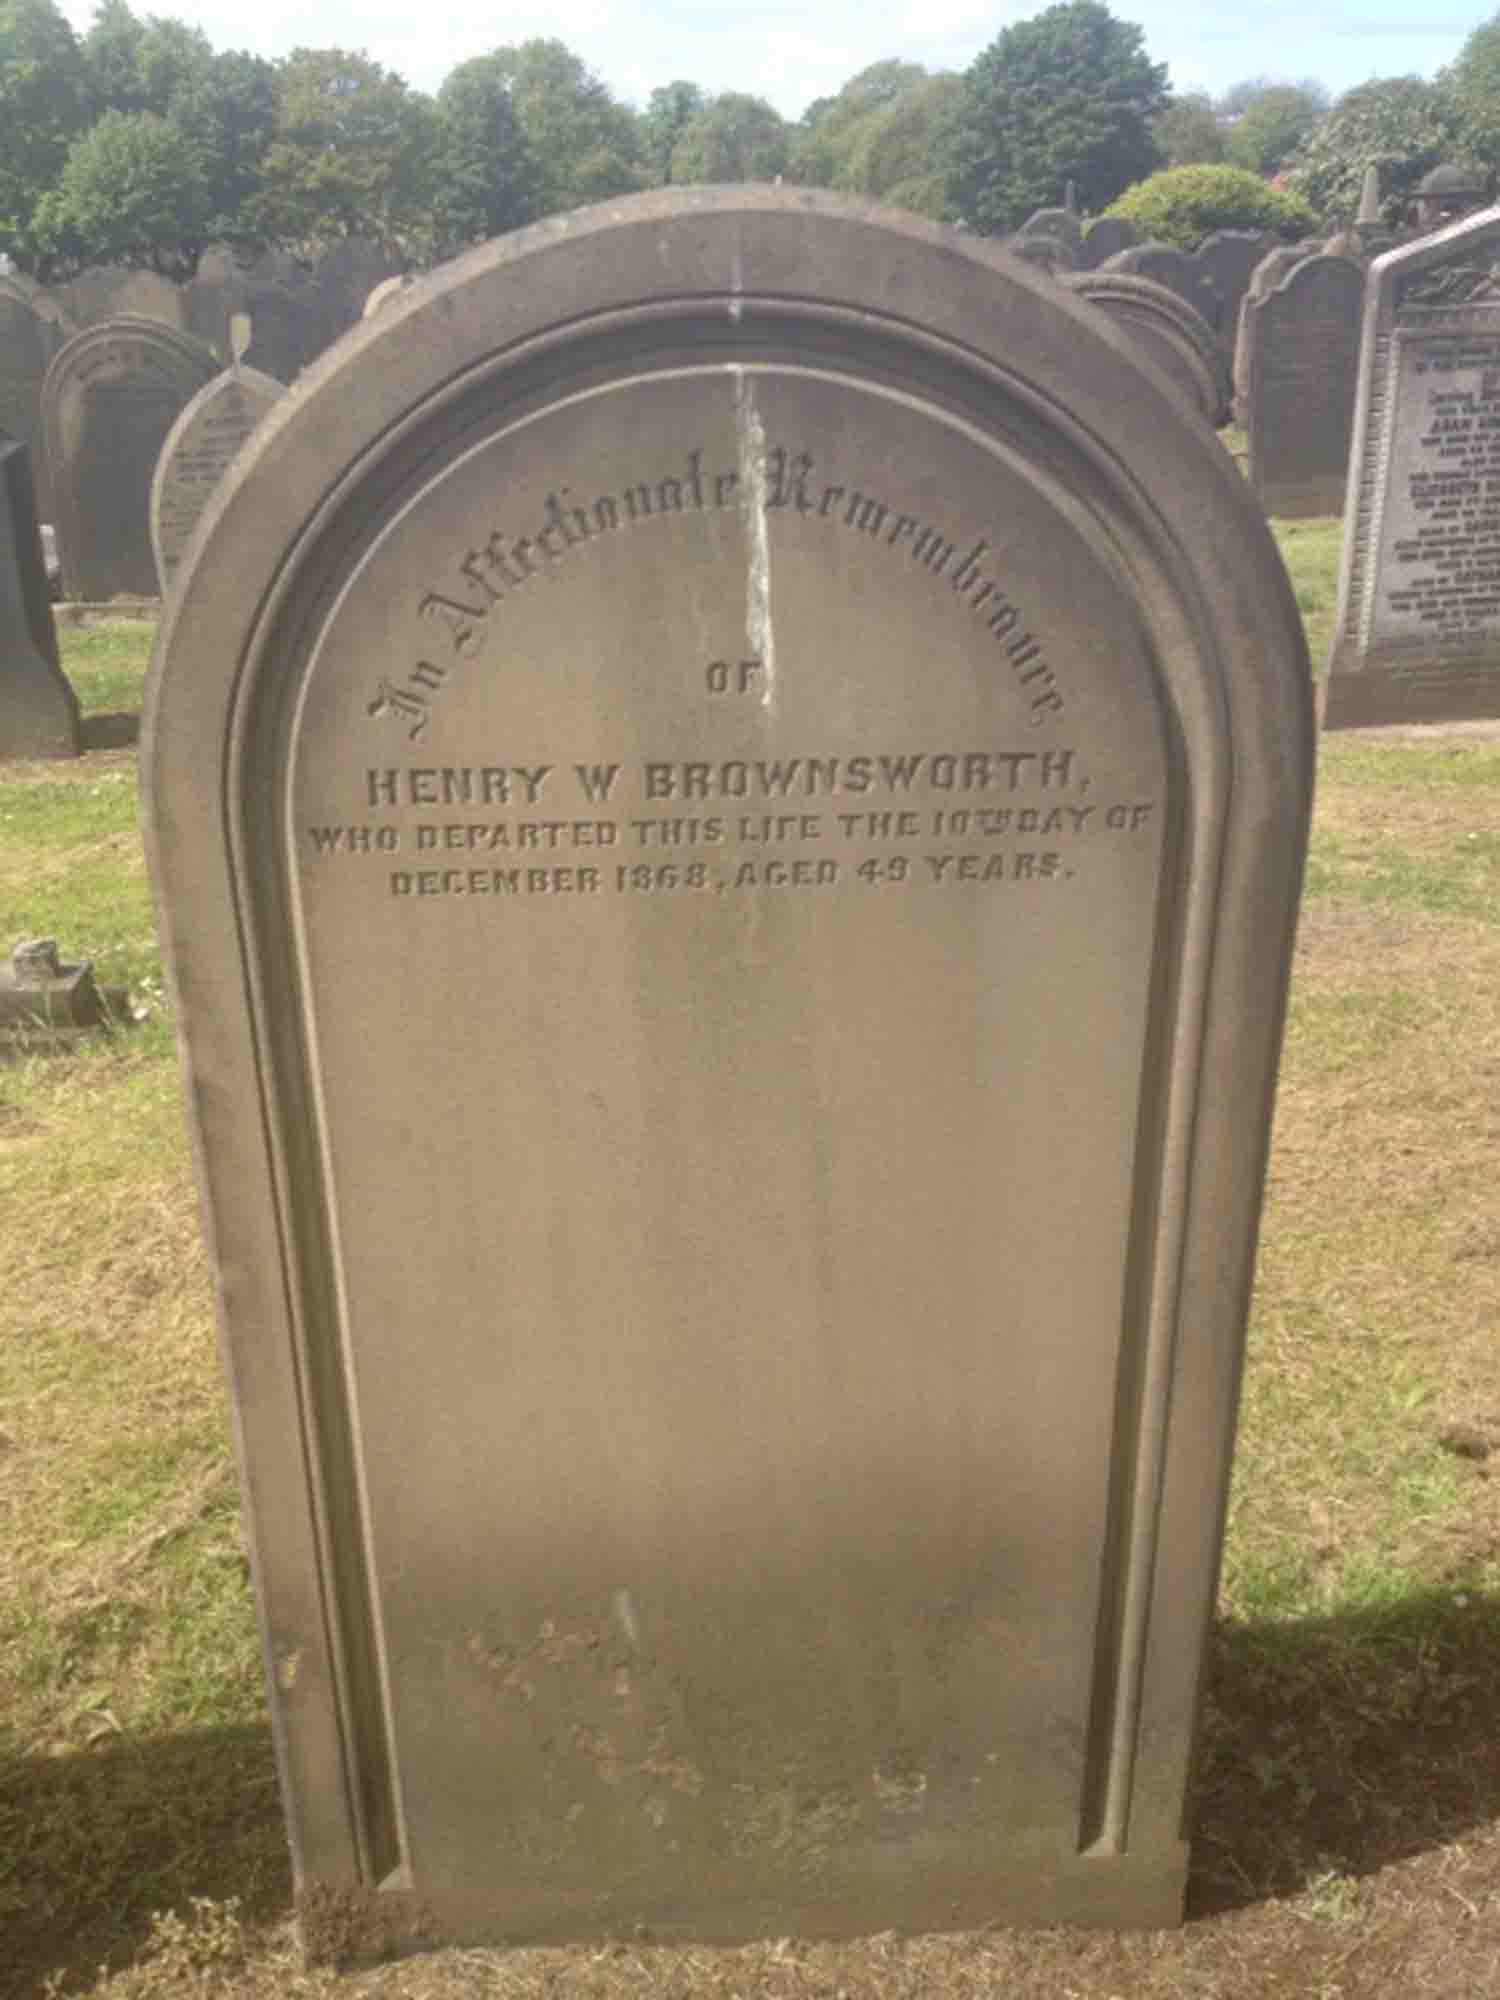 In Affectionate Remembrance
OF
HENRY W BROWNSWORTH,
WHO DEPARTED THIS LIFE THE 10TH DAY OF
DECEMBER 1868, AGED 49 YEARS.